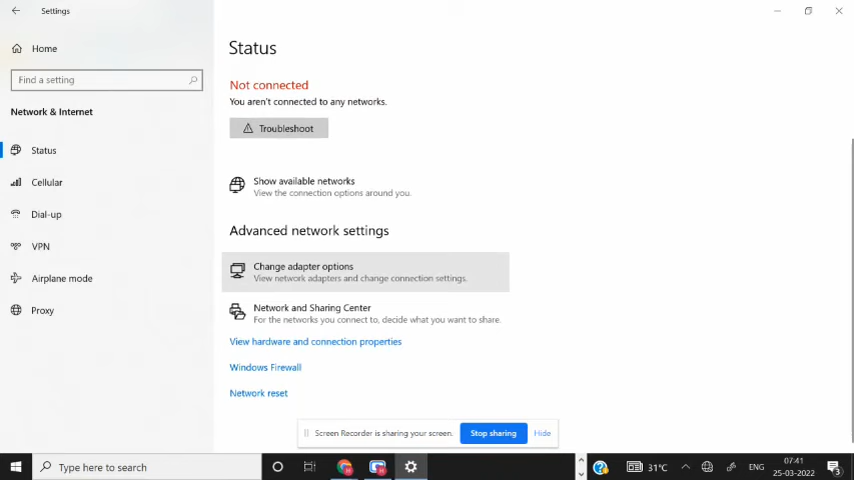 Settings
Home
Find a setting
Network & Internet
Status
Cellular
Dial-up
VPN
Airplane mode
Proxy
Status
Not connected
You aren't connected to any networks.
Troubleshoot
Show available networks
View the connection options around you.
Advanced network settings
Change adapter options
View network adapters and change connection settings.
Network and Sharing Center
For the networks you connect to, decide what you want to share.
View hardware and connection properties
Windows Firewall
Network reset
Screen Recorder is sharing your screen.
Stop sharing
Hide
Type here to search
31°C
ENG
07:41
25-03-2022
3